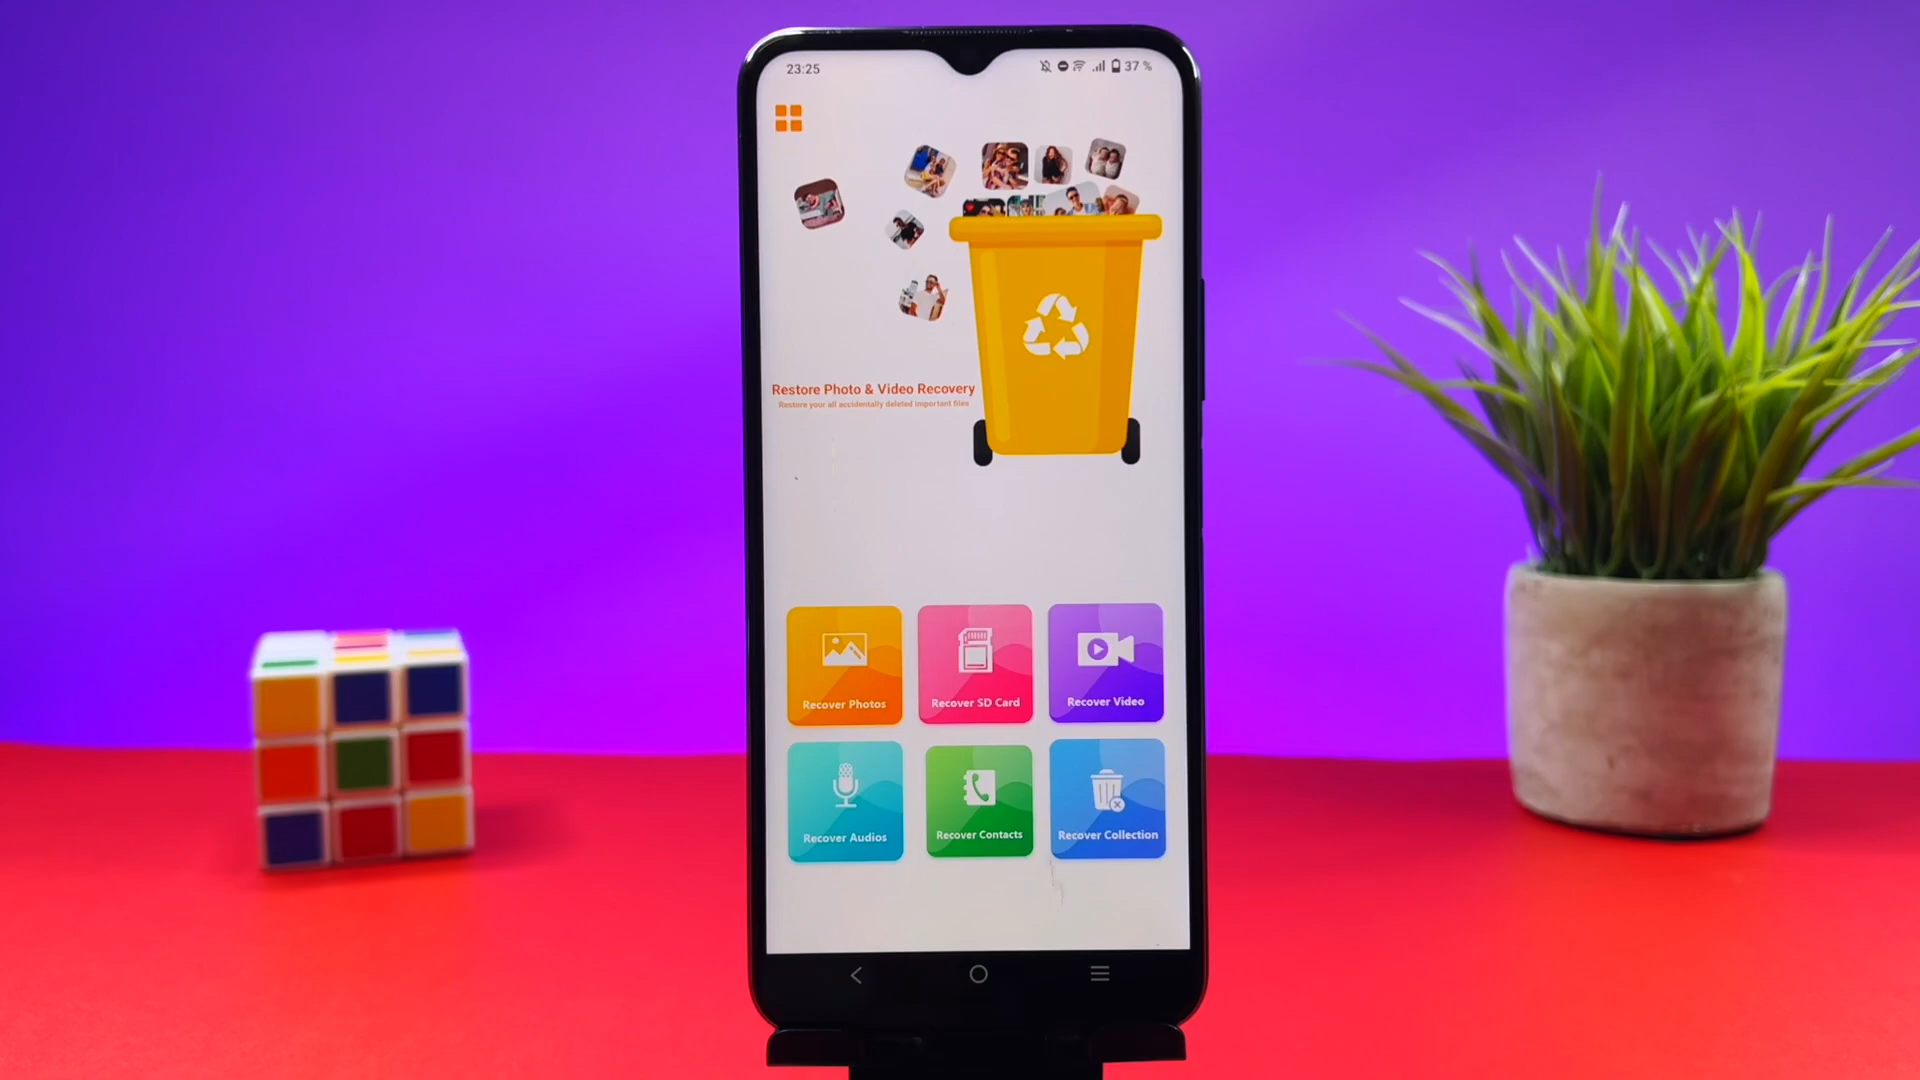 23:25
37 %
Restore Photo & Video Recovery
Restore your all accidentally deleted important files
Recover Photos
Recover SD Card
Recover Video
Recover Audios
Recover Contacts
Recover Collection